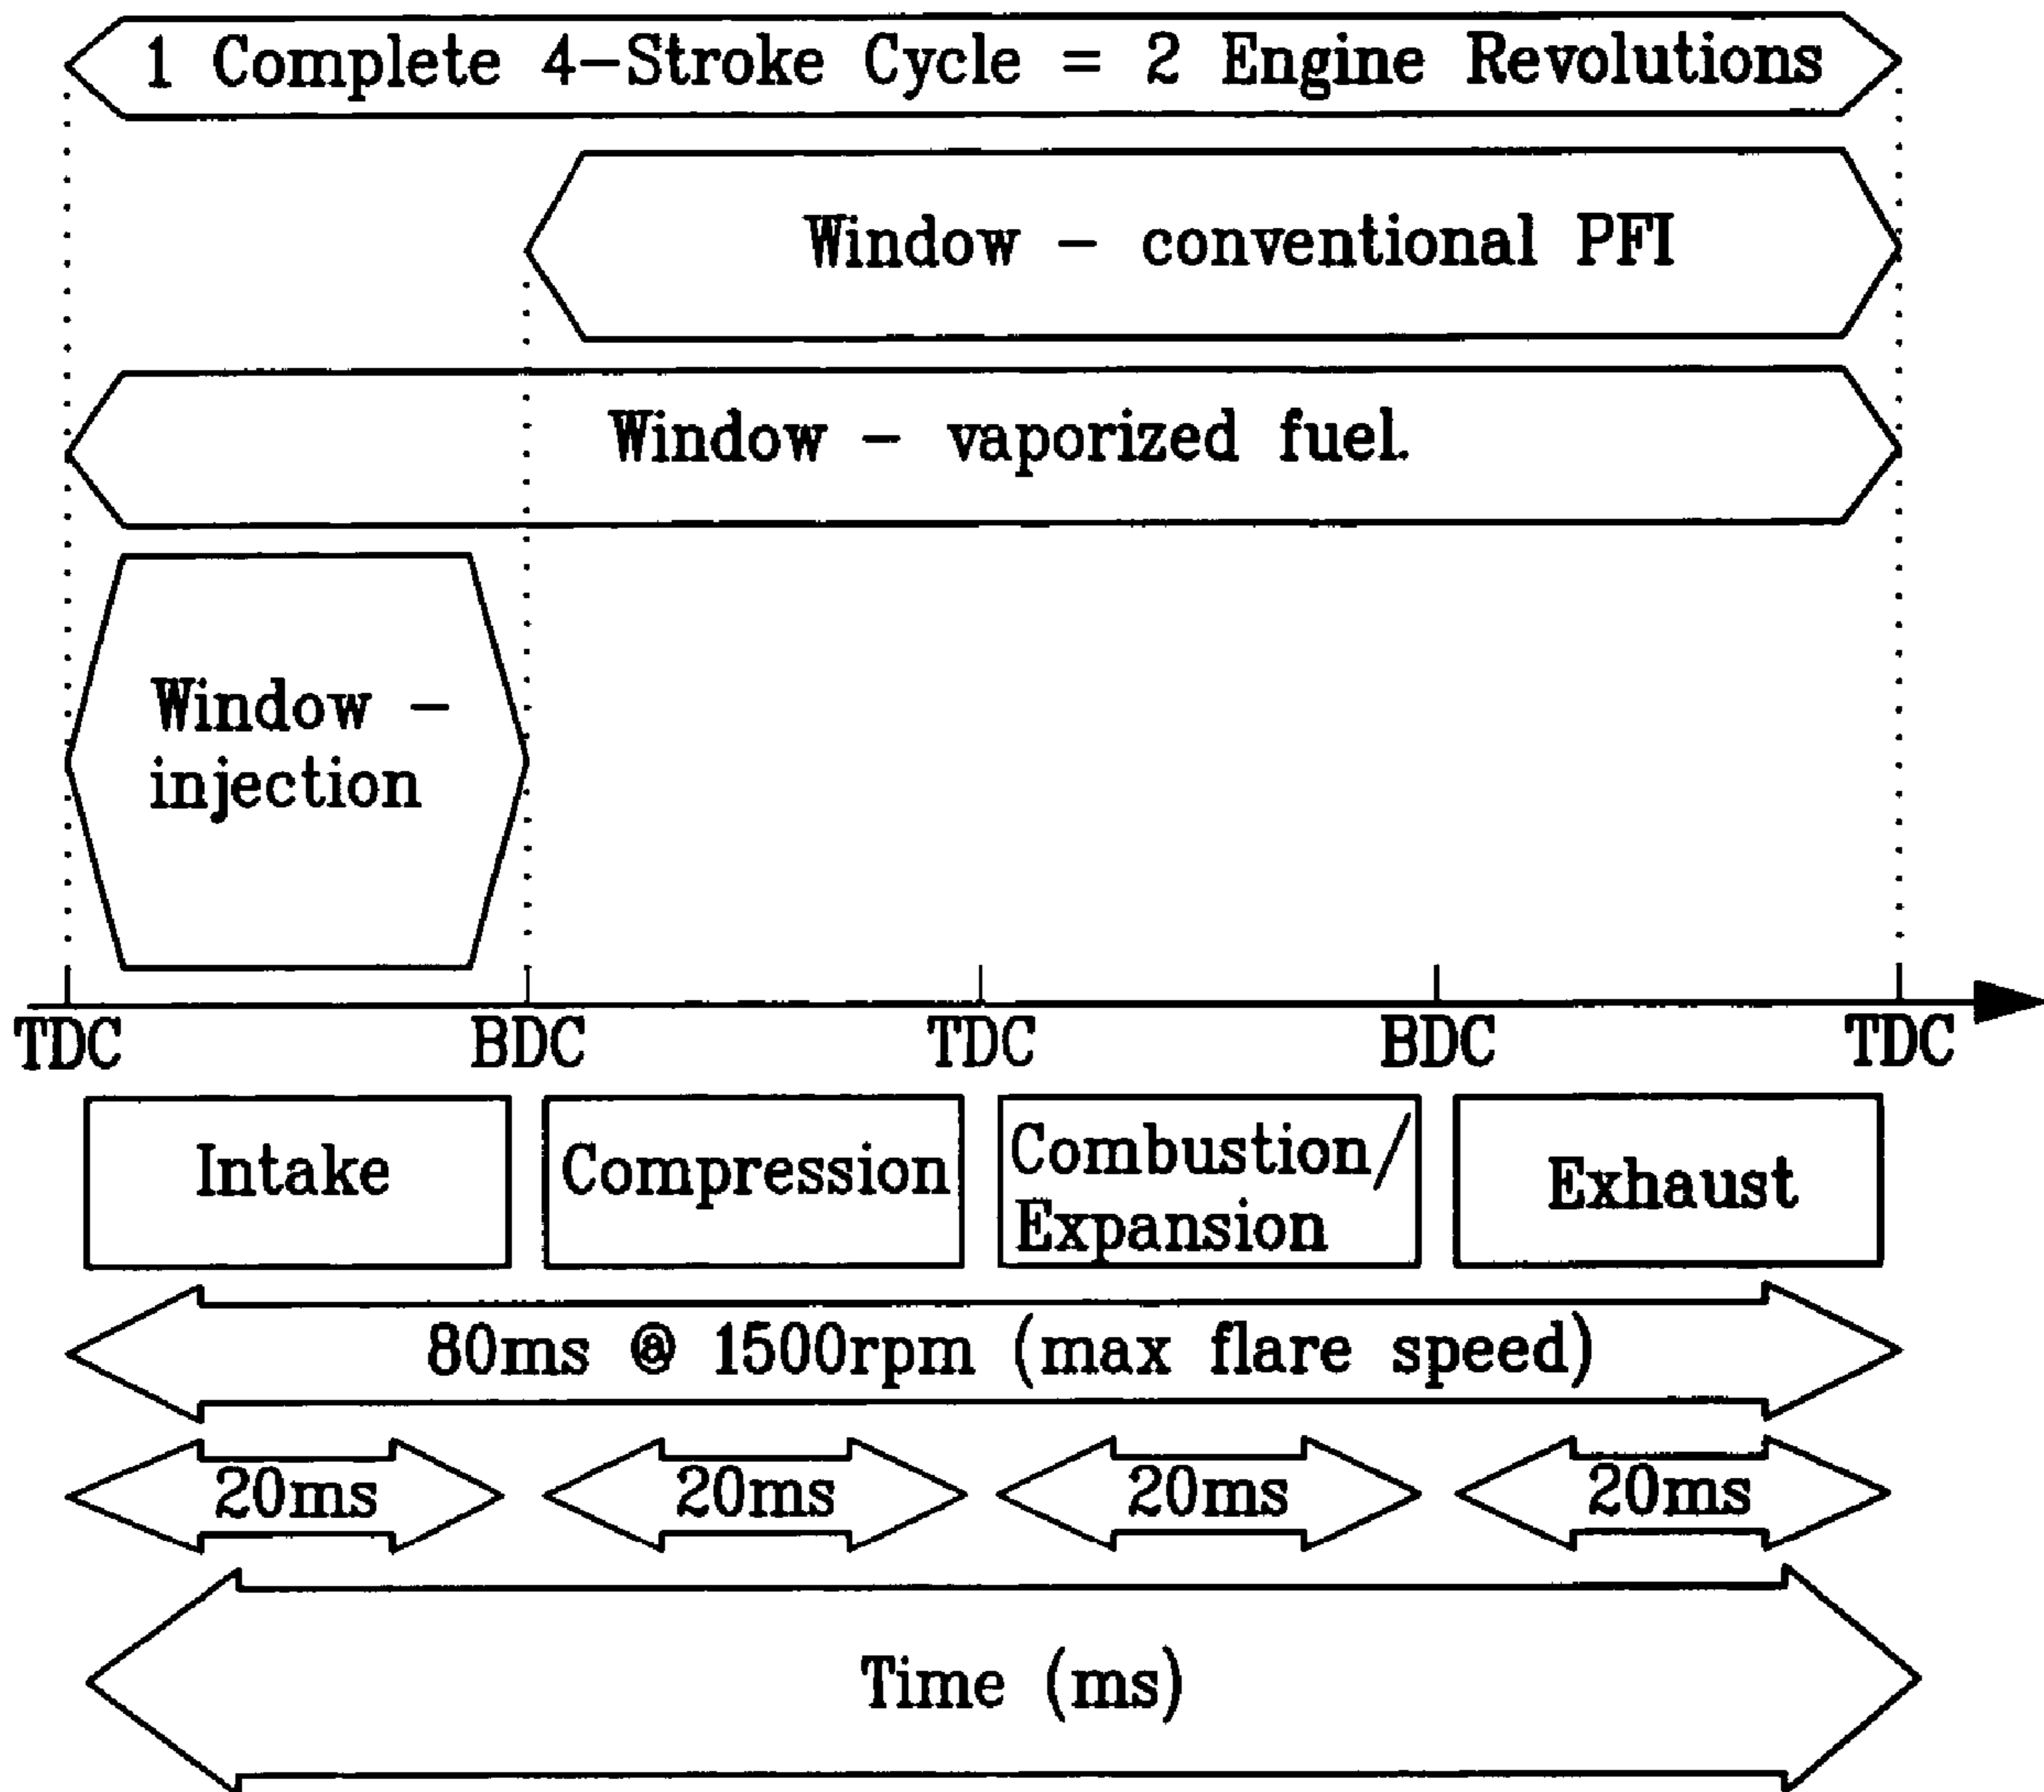 1 Complete 4-Stroke Cycle = 2 Engine Revolutions
Window - conventional PFI
Window - vaporized fuel.
Window -
injection
TDC BDC TDC BDC TDC
Intake
Compression
Combustion/
Expansion
Exhaust
80ms @ 1500rpm (max flare speed)
20ms 20ms 20ms 20ms
Time (ms)